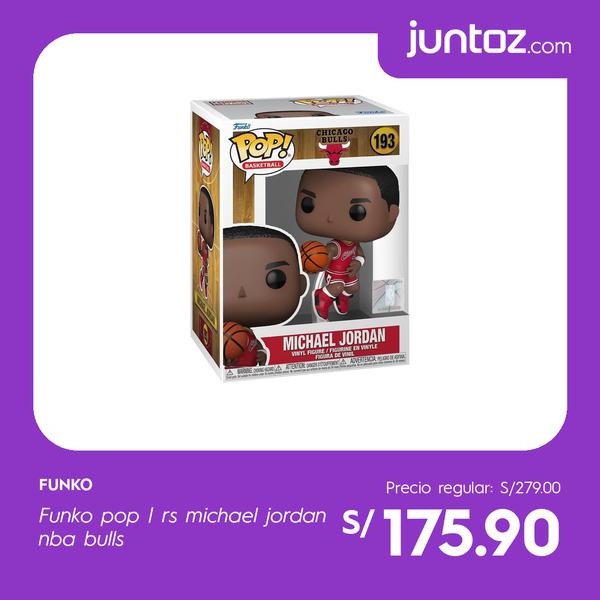 juntoz.com
Funko
POP!
BASKETBALL
CHICAGO
BULLS
193
MICHAEL JORDAN
VINYL FIGURE / FIGURINE EN VINYLE
FIGURA DE VINIL
FUNKO
Funko pop | rs michael jordan
nba bulls
Precio regular: S/279.00
S/175.90